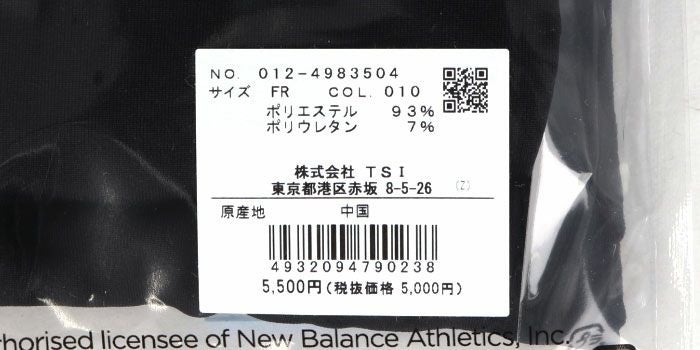 NO. 012-4983504
サイズ FR COL. 010
ポリエステル 93%
ポリウレタン 7%
株式会社 TSI
東京都港区赤坂 8-5-26 (Z)
原産地 中国
4932094790238
5,500円(税抜価格 5,000円)
horised licensee of New Balance Athletics, Inc.